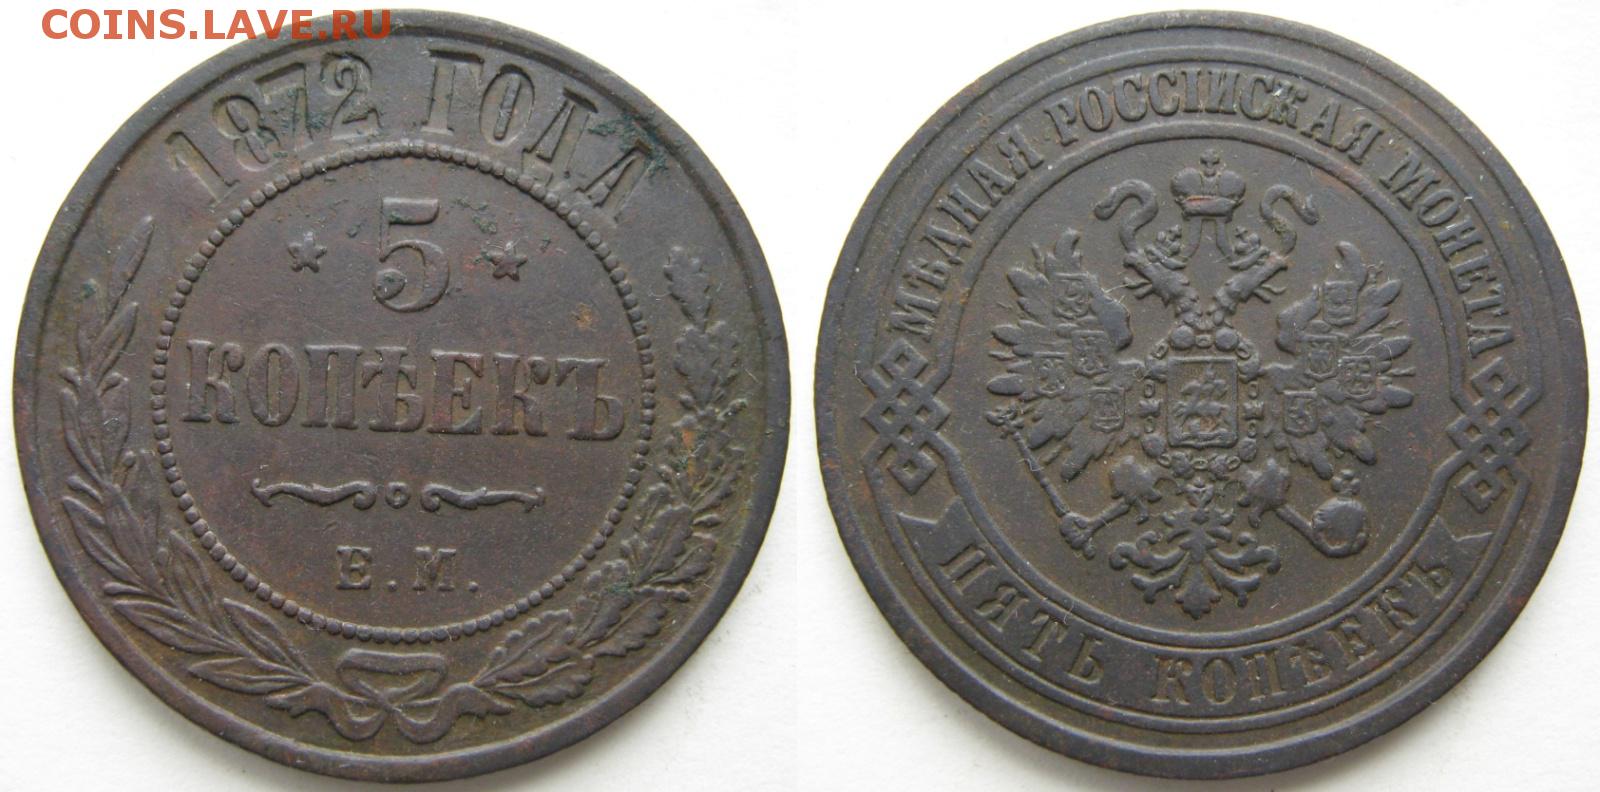 COINS.LAVE.RU
1872 ГОДА
5
КОПѢЕКЪ
Е.М.
МѢДНАЯ РОССІЙСКАЯ МОНЕТА
ПЯТЬ КОПѢЕКЪ